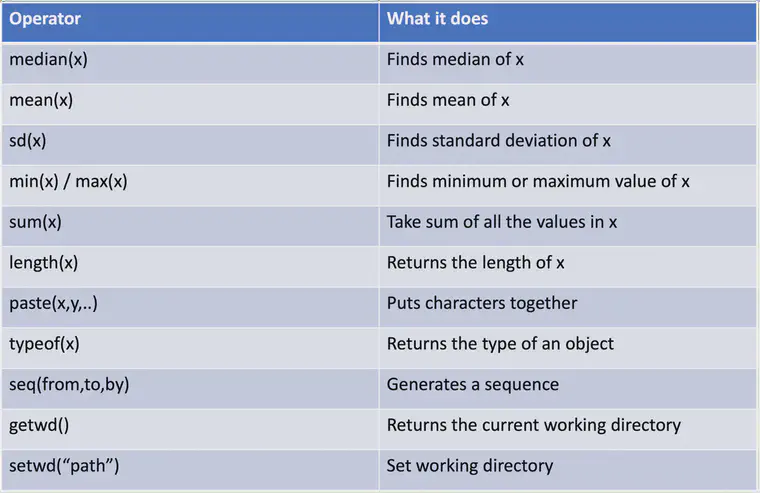 Operator What it does
median(x) Finds median of x
mean(x) Finds mean of x
sd(x) Finds standard deviation of x
min(x) / max(x) Finds minimum or maximum value of x
sum(x) Take sum of all the values in x
length(x) Returns the length of x
paste(x,y,..) Puts characters together
typeof(x) Returns the type of an object
seq(from,to,by) Generates a sequence
getwd() Returns the current working directory
setwd(“path”) Set working directory